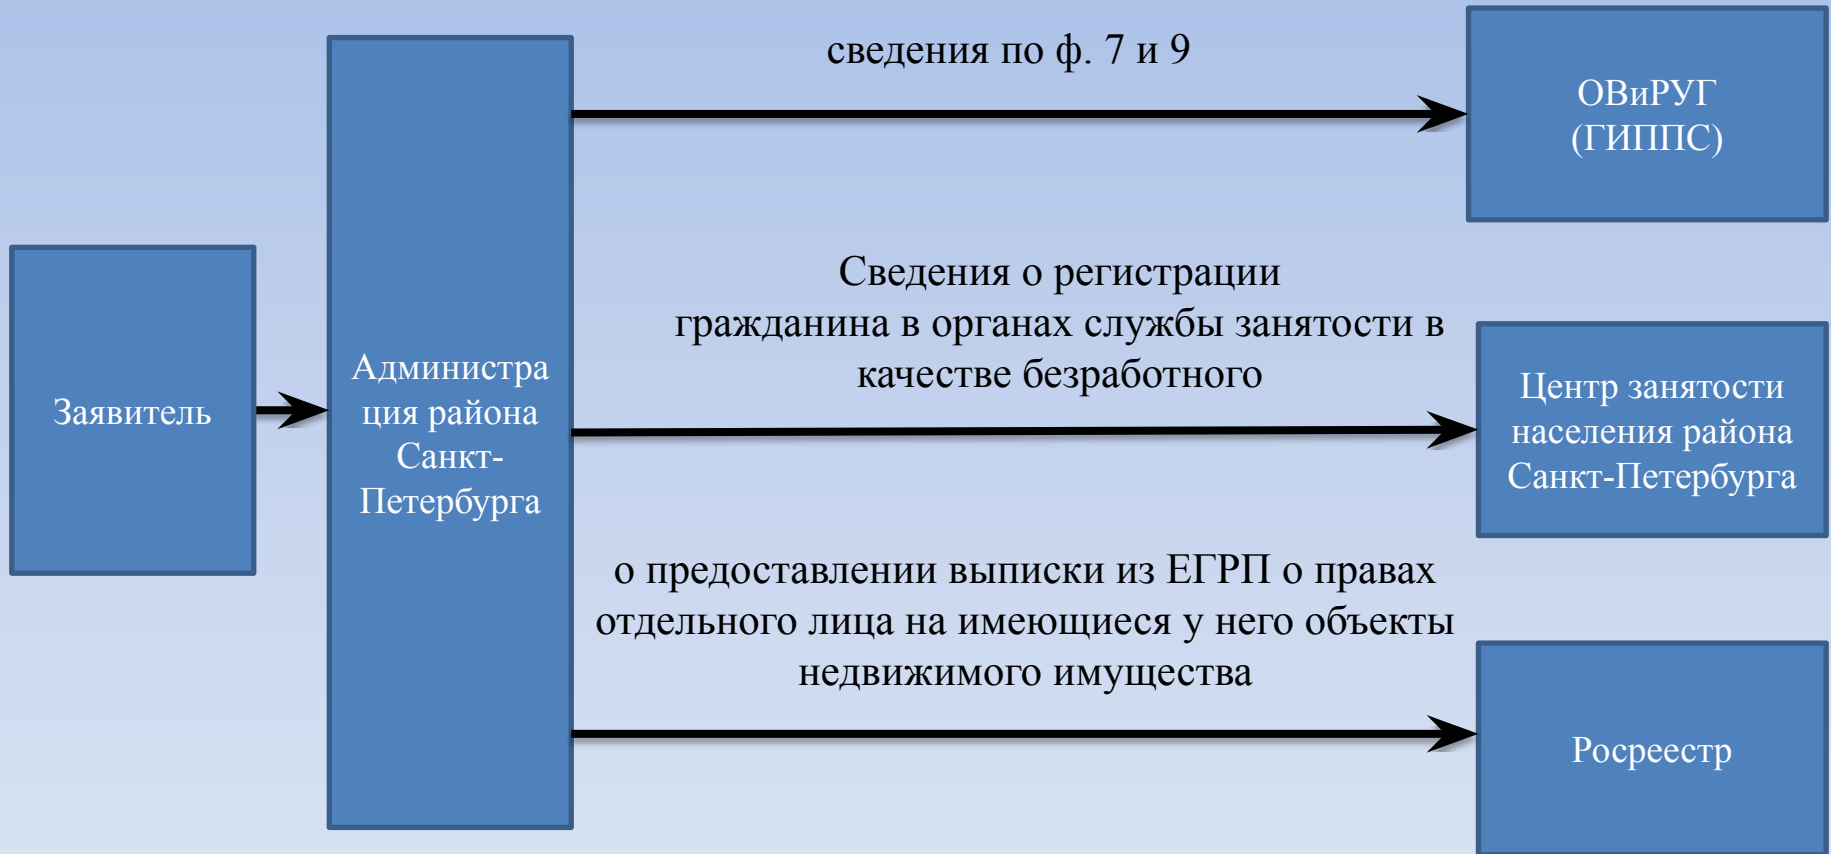 сведения по ф. 7 и 9
ОВиРУГ
(ГИППС)
Заявитель
Администра
ция района
Санкт-
Петербурга
Сведения о регистрации
гражданина в органах службы занятости в
качестве безработного
Центр занятости
населения района
Санкт-Петербурга
о предоставлении выписки из ЕГРП о правах
отдельного лица на имеющиеся у него объекты
недвижимого имущества
Росреестр